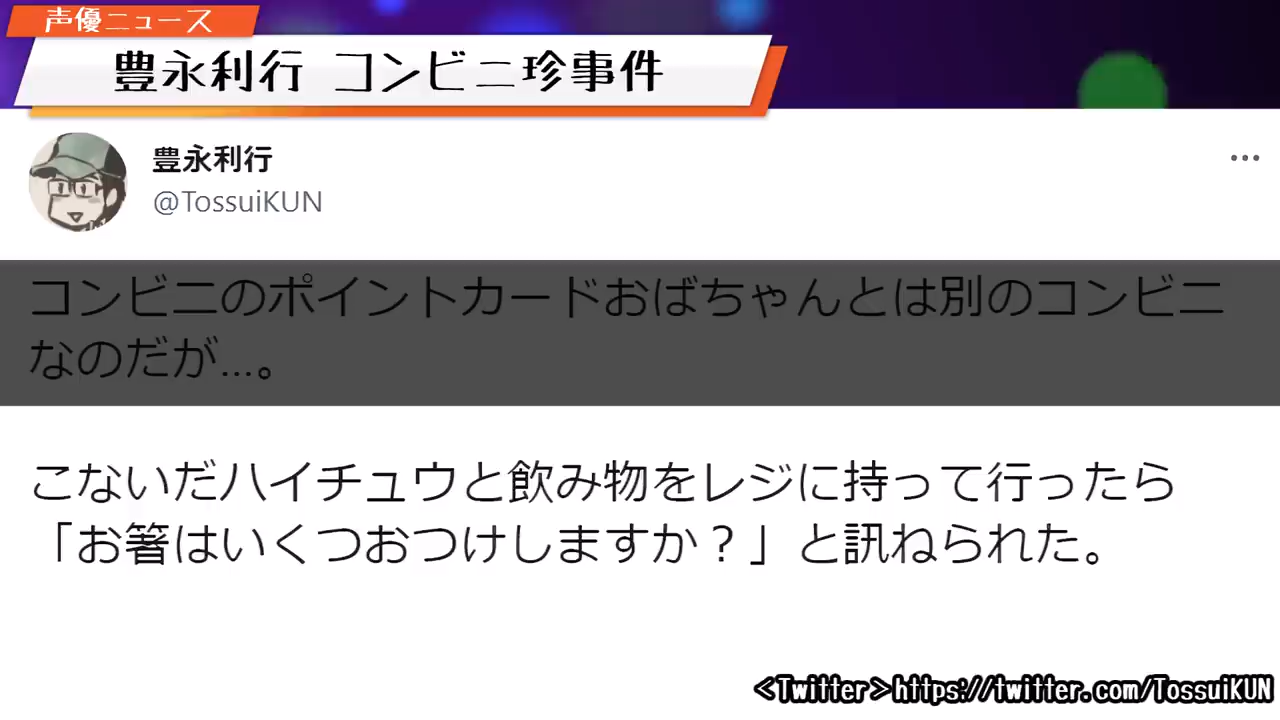 声優ニュース
豊永利行 コンビニ珍事件
豊永利行
@TossuiKUN
コンビニのポイントカードおばちゃんとは別のコンビニ
なのだが...。
こないだハイチュウと飲み物をレジに持って行ったら
「お箸はいくつおつけしますか？」と訊ねられた。
＜Twitter＞https://twitter.com/TossuiKUN